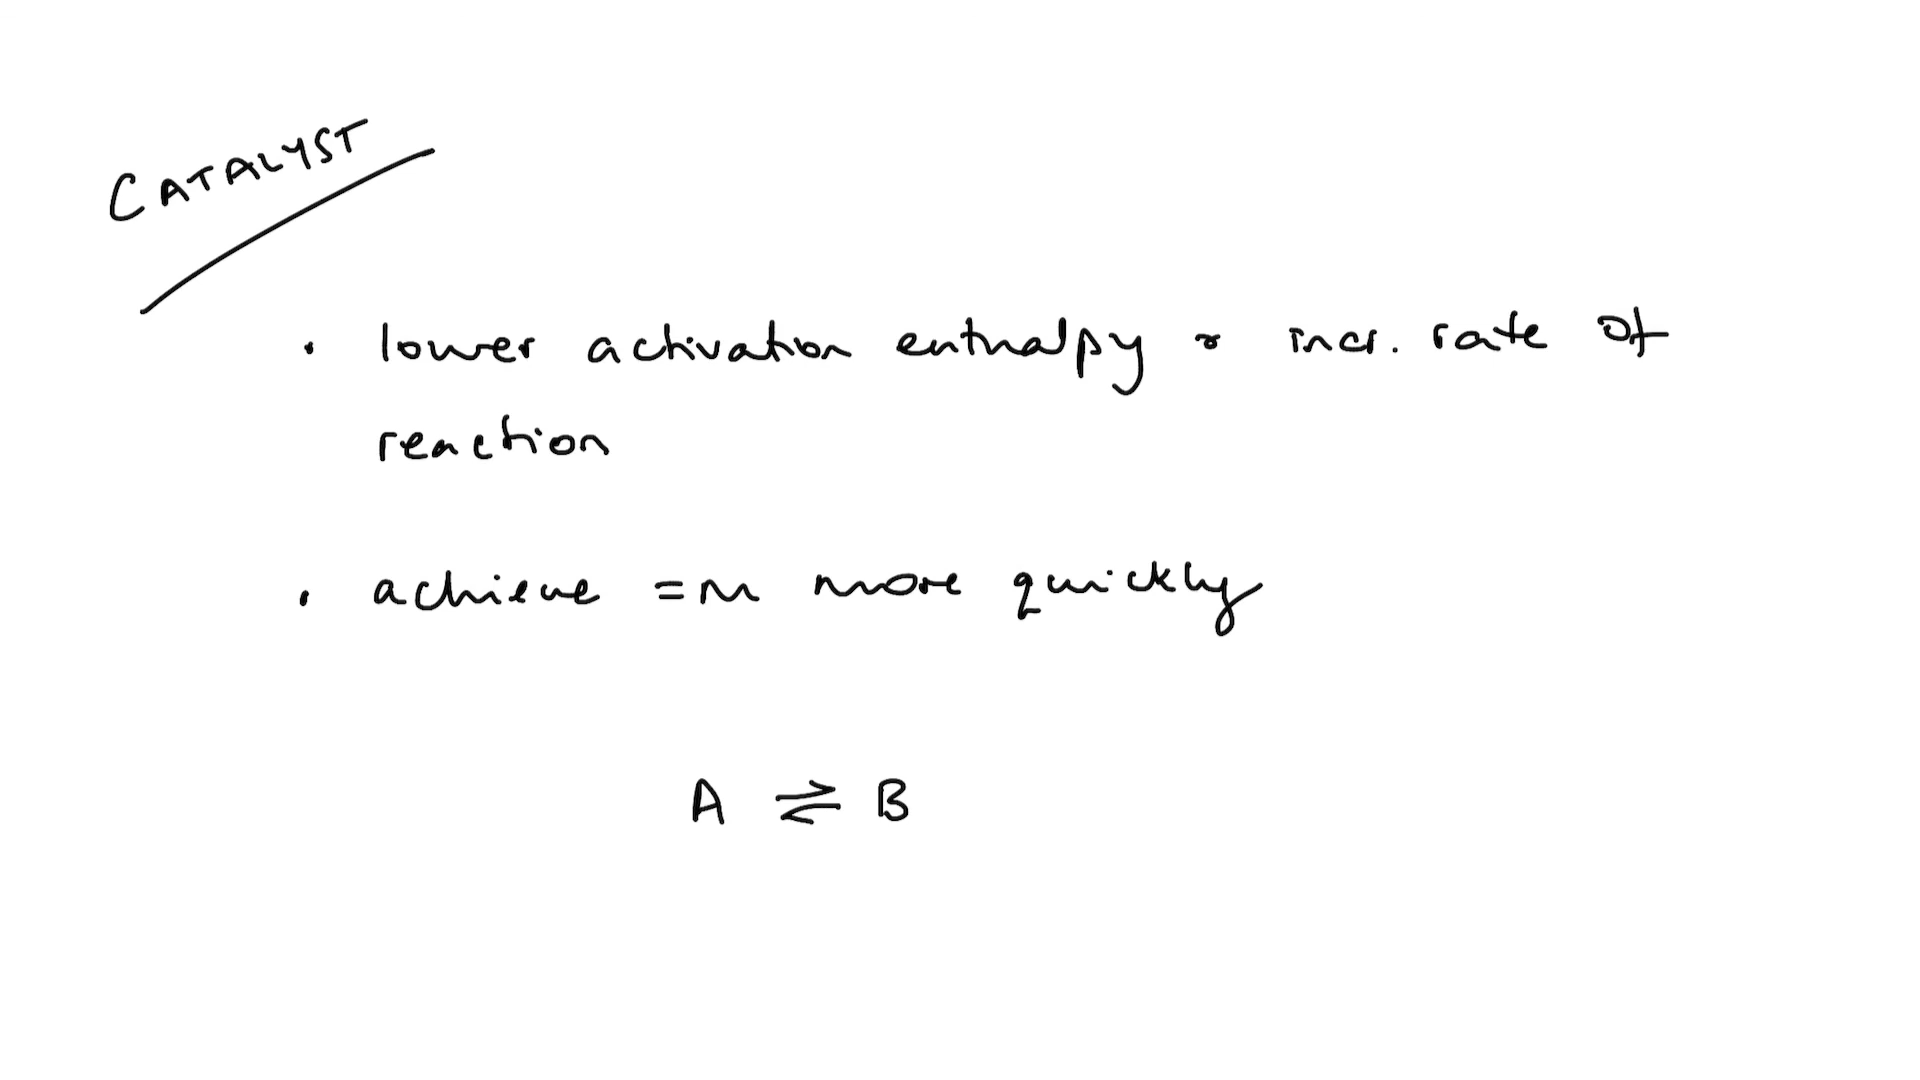 CATALYST
• lower activation enthalpy & incr. rate of
reaction
• achieve =m more quickly
A ⇌ B